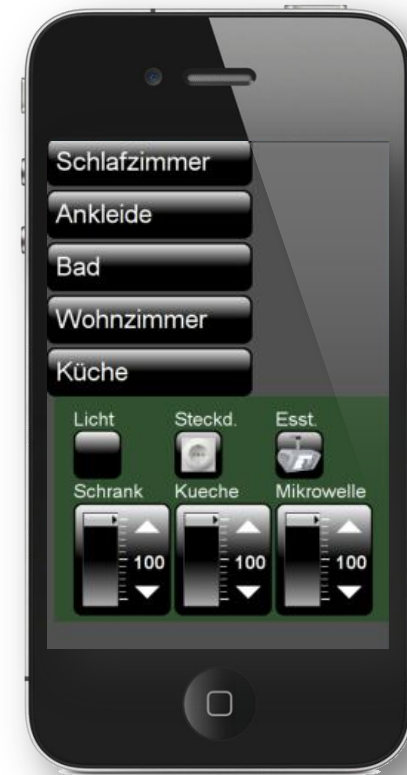 Schlafzimmer
Ankleide
Bad
Wohnzimmer
Küche
Licht Steckd. Esst.
Schrank Kueche Mikrowelle
100 100 100